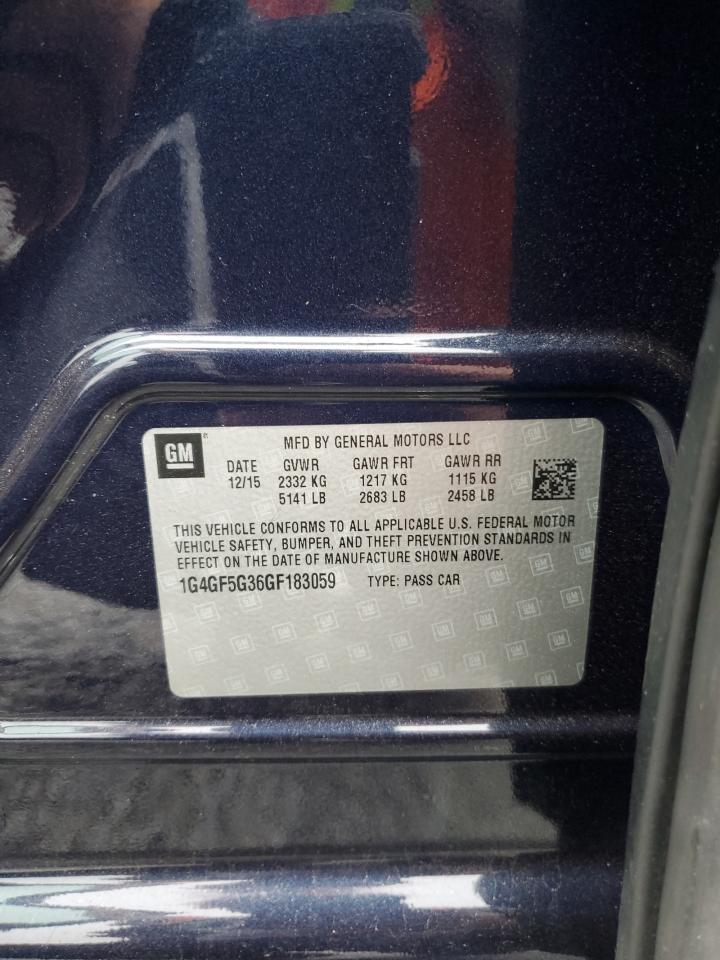 GM
MFD BY GENERAL MOTORS LLC
DATE GVWR GAWR FRT GAWR RR
12/15 2332 KG 1217 KG 1115 KG
5141 LB 2683 LB 2458 LB
THIS VEHICLE CONFORMS TO ALL APPLICABLE U.S. FEDERAL MOTOR
VEHICLE SAFETY, BUMPER, AND THEFT PREVENTION STANDARDS IN
EFFECT ON THE DATE OF MANUFACTURE SHOWN ABOVE.
1G4GF5G36GF183059 TYPE: PASS CAR